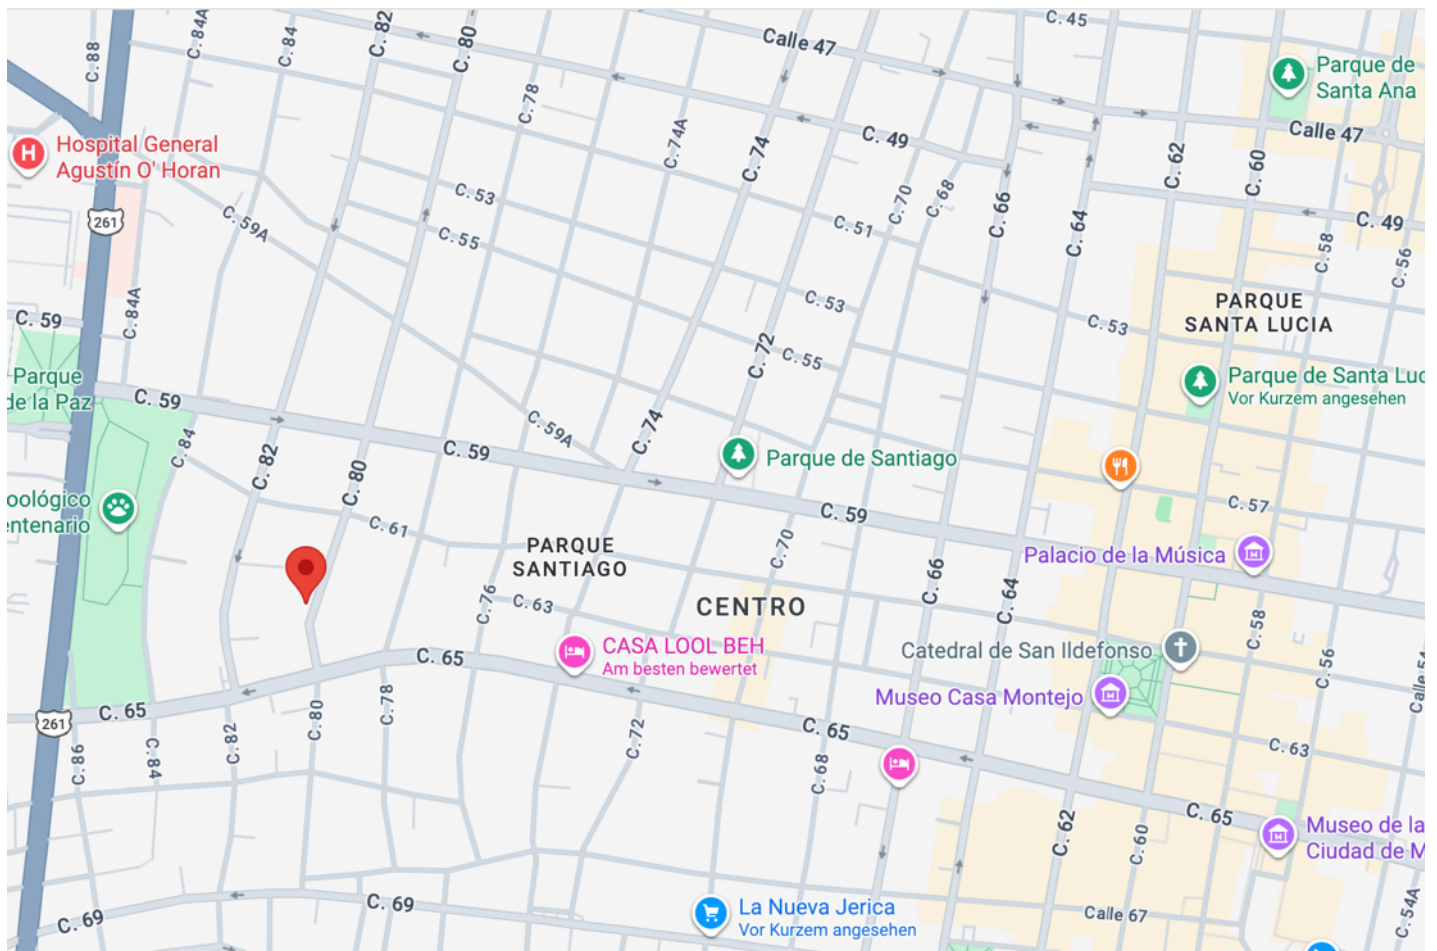 C. 88
C. 84A
C. 84
C. 82
C. 80
Calle 47
C. 45
Parque de
Santa Ana
Hospital General
Agustín O' Horan
C. 78
C. 74A
C. 74
C. 49
Calle 47
C. 62
C. 60
261
C. 59A
C. 53
C. 55
C. 51
C. 70
C. 68
C. 66
C. 64
C. 49
C. 58
C. 56
C. 59
C. 84A
C. 53
C. 53
PARQUE
SANTA LUCIA
Parque
de la Paz
C. 59
C. 72
C. 55
Parque de Santa Luc
Vor Kurzem angesehen
C. 84
C. 82
C. 80
C. 59
C. 59A
C. 74
Parque de Santiago
oológico
entenario
C. 61
C. 59
C. 57
PARQUE
SANTIAGO
C. 70
Palacio de la Música
C. 76
C. 63
CENTRO
C. 66
C. 64
C. 58
C. 65
CASA LOOL BEH
Am besten bewertet
Catedral de San Ildefonso
Museo Casa Montejo
C. 56
Calle 54
261
C. 65
C. 86
C. 84
C. 82
C. 80
C. 78
C. 72
C. 65
C. 68
C. 63
C. 62
C. 60
C. 65
Museo de la
Ciudad de M
C. 69
C. 69
La Nueva Jerica
Vor Kurzem angesehen
Calle 67
C. 54A